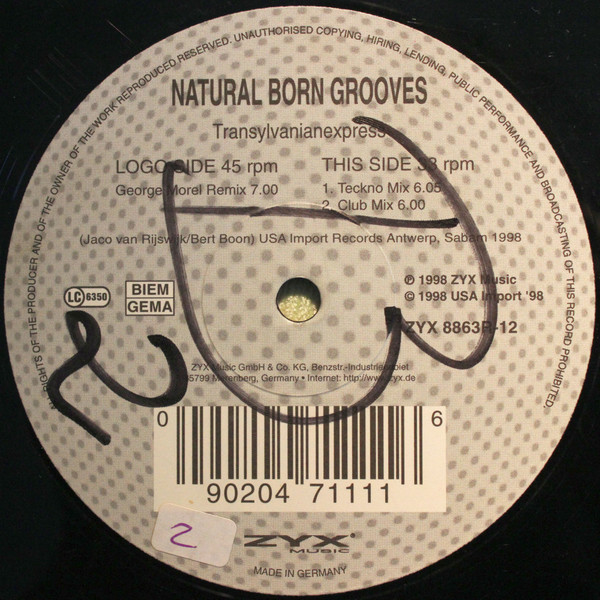 ALL RIGHTS OF THE PRODUCER AND OF THE OWNER OF THE WORK REPRODUCED RESERVED. UNAUTHORISED COPYING, HIRING, LENDING, PUBLIC PERFORMANCE AND BROADCASTING OF THIS RECORD PROHIBITED.
NATURAL BORN GROOVES
Transylvanianexpress
LOGO SIDE 45 rpm
George Morel Remix 7.00
THIS SIDE 33 rpm
1. Teckno Mix 6.05
2. Club Mix 6.00
(Jaco van Rijswijk/Bert Boon) USA Import Records Antwerp, Sabam 1998
LC 6350
BIEM
GEMA
℗ 1998 ZYX Music
© 1998 USA Import '98
ZYX 8863R-12
ZYX Music GmbH & Co. KG, Benzstr.-Industriegebiet
35799 Merenberg, Germany • Internet: http://www.zyx.de
2
0 90204 71111 6
2
ZYX
MUSIC
MADE IN GERMANY